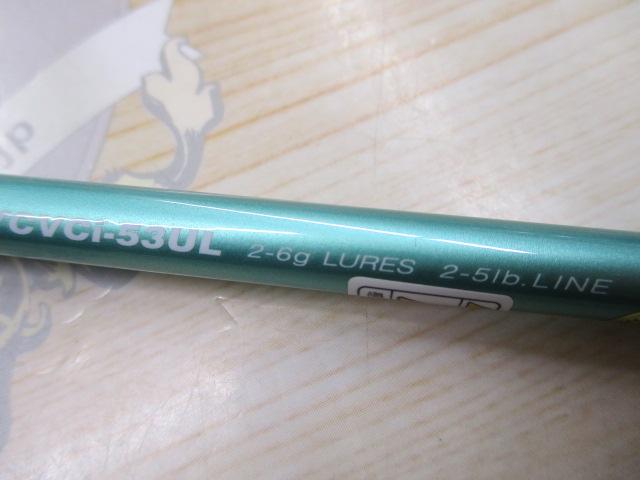 .jp
CVCI-53UL 2-6g LURES 2-5lb. LINE